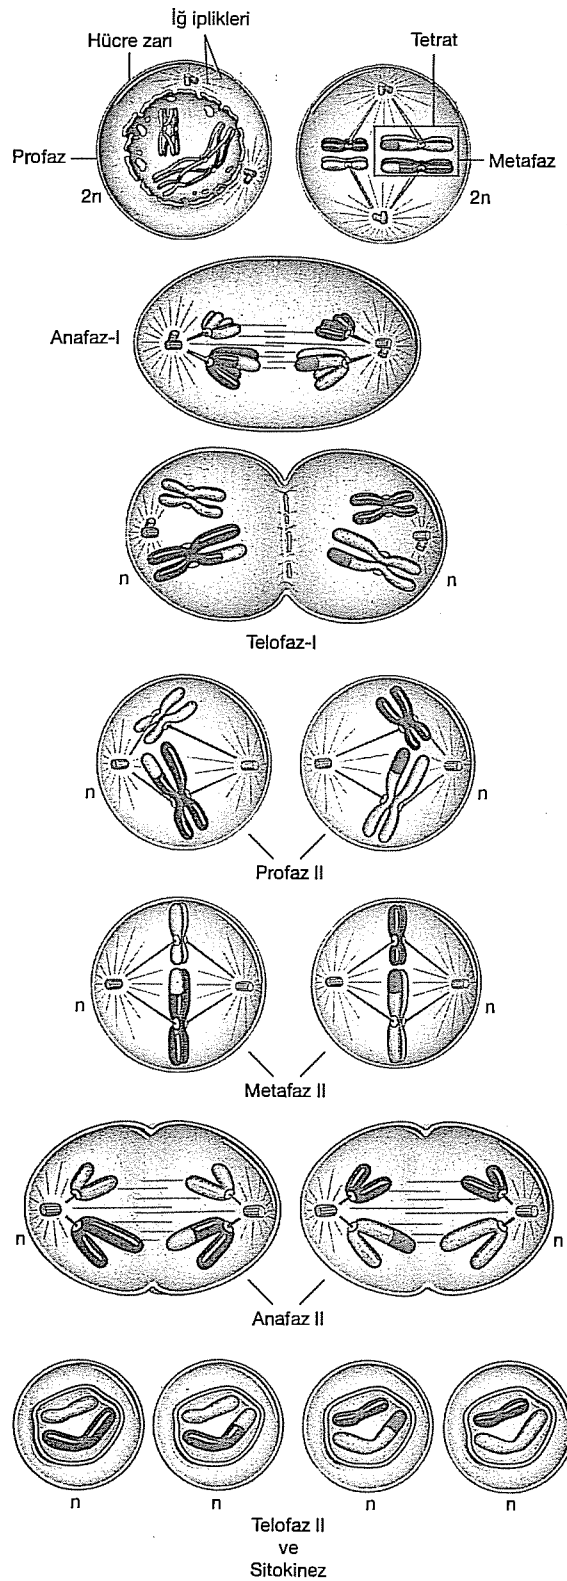 İğ iplikleri
Hücre zarı
Tetrat
Profaz
Metafaz
2n
2n
Anafaz-I
n
n
Telofaz-I
n
n
Profaz II
n
n
Metafaz II
n
n
Anafaz II
n
n
n
n
Telofaz II
ve
Sitokinez